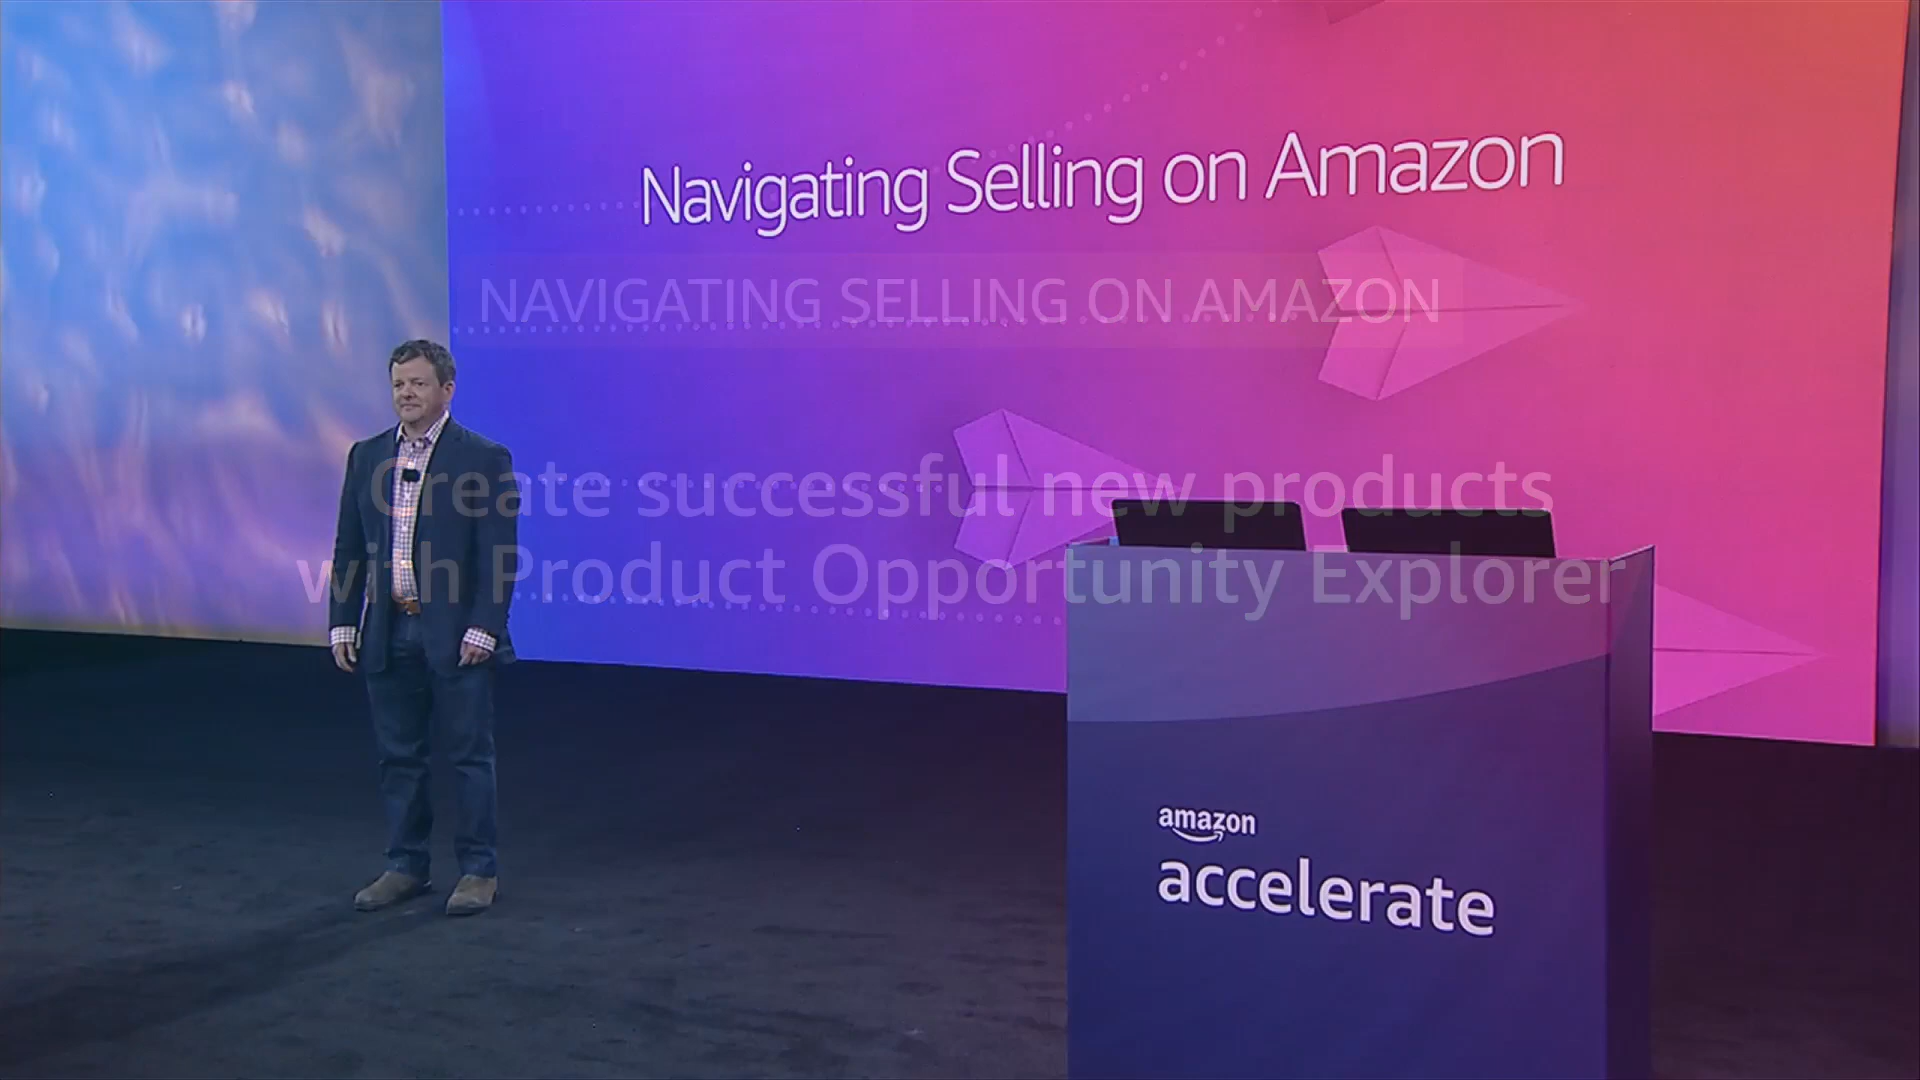 Navigating Selling on Amazon
NAVIGATING SELLING ON AMAZON
Create successful new products
with Product Opportunity Explorer
amazon
accelerate